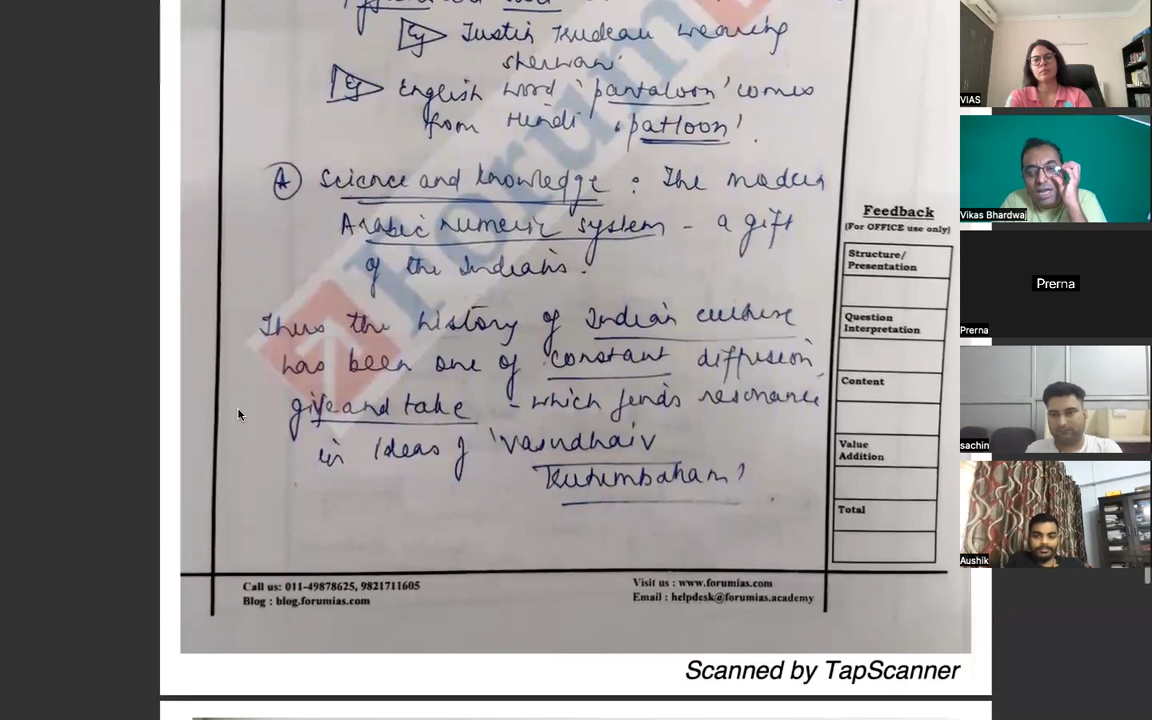 Eg Justin Trudeau wearing
sherwani
Eg English word 'pantaloon' comes
from Hindi 'patloon'.
A Science and knowledge : The modern
Arabic numeric system - a gift
of the Indians.
Thus the history of Indian culture
has been one of constant diffusion,
give and take - which finds resonance
in Ideas of 'Vasudhaiv
Kutumbakam'
Forum
Feedback
(For OFFICE use only)
Structure/
Presentation
Question
Interpretation
Content
Value
Addition
Total
Call us: 011-49878625, 9821711605
Blog : blog.forumias.com
Visit us : www.forumias.com
Email : helpdesk@forumias.academy
Scanned by TapScanner
VIAS
Vikas Bhardwaj
Prerna
Prerna
sachin
Aushik